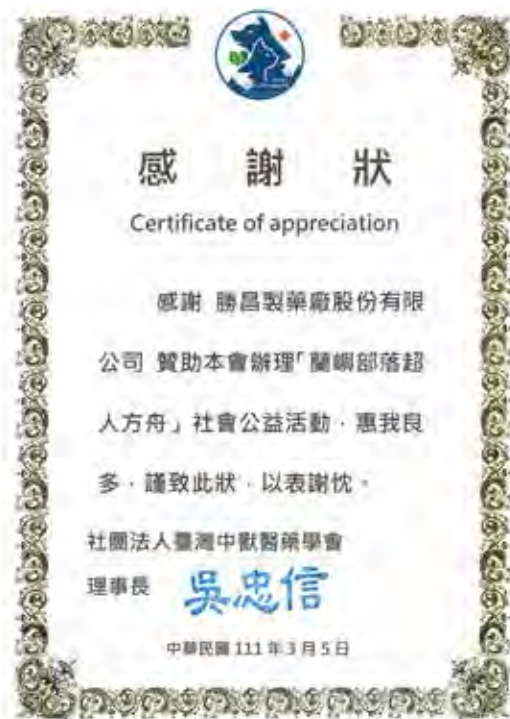 感謝狀
Certificate of appreciation
感謝 勝昌製藥廠股份有限
公司 贊助本會辦理「蘭嶼部落超
人方舟」社會公益活動，惠我良
多，謹致此狀，以表謝忱。
社團法人臺灣中獸醫藥學會
理事長 吳忠信
中華民國 111 年 3 月 5 日